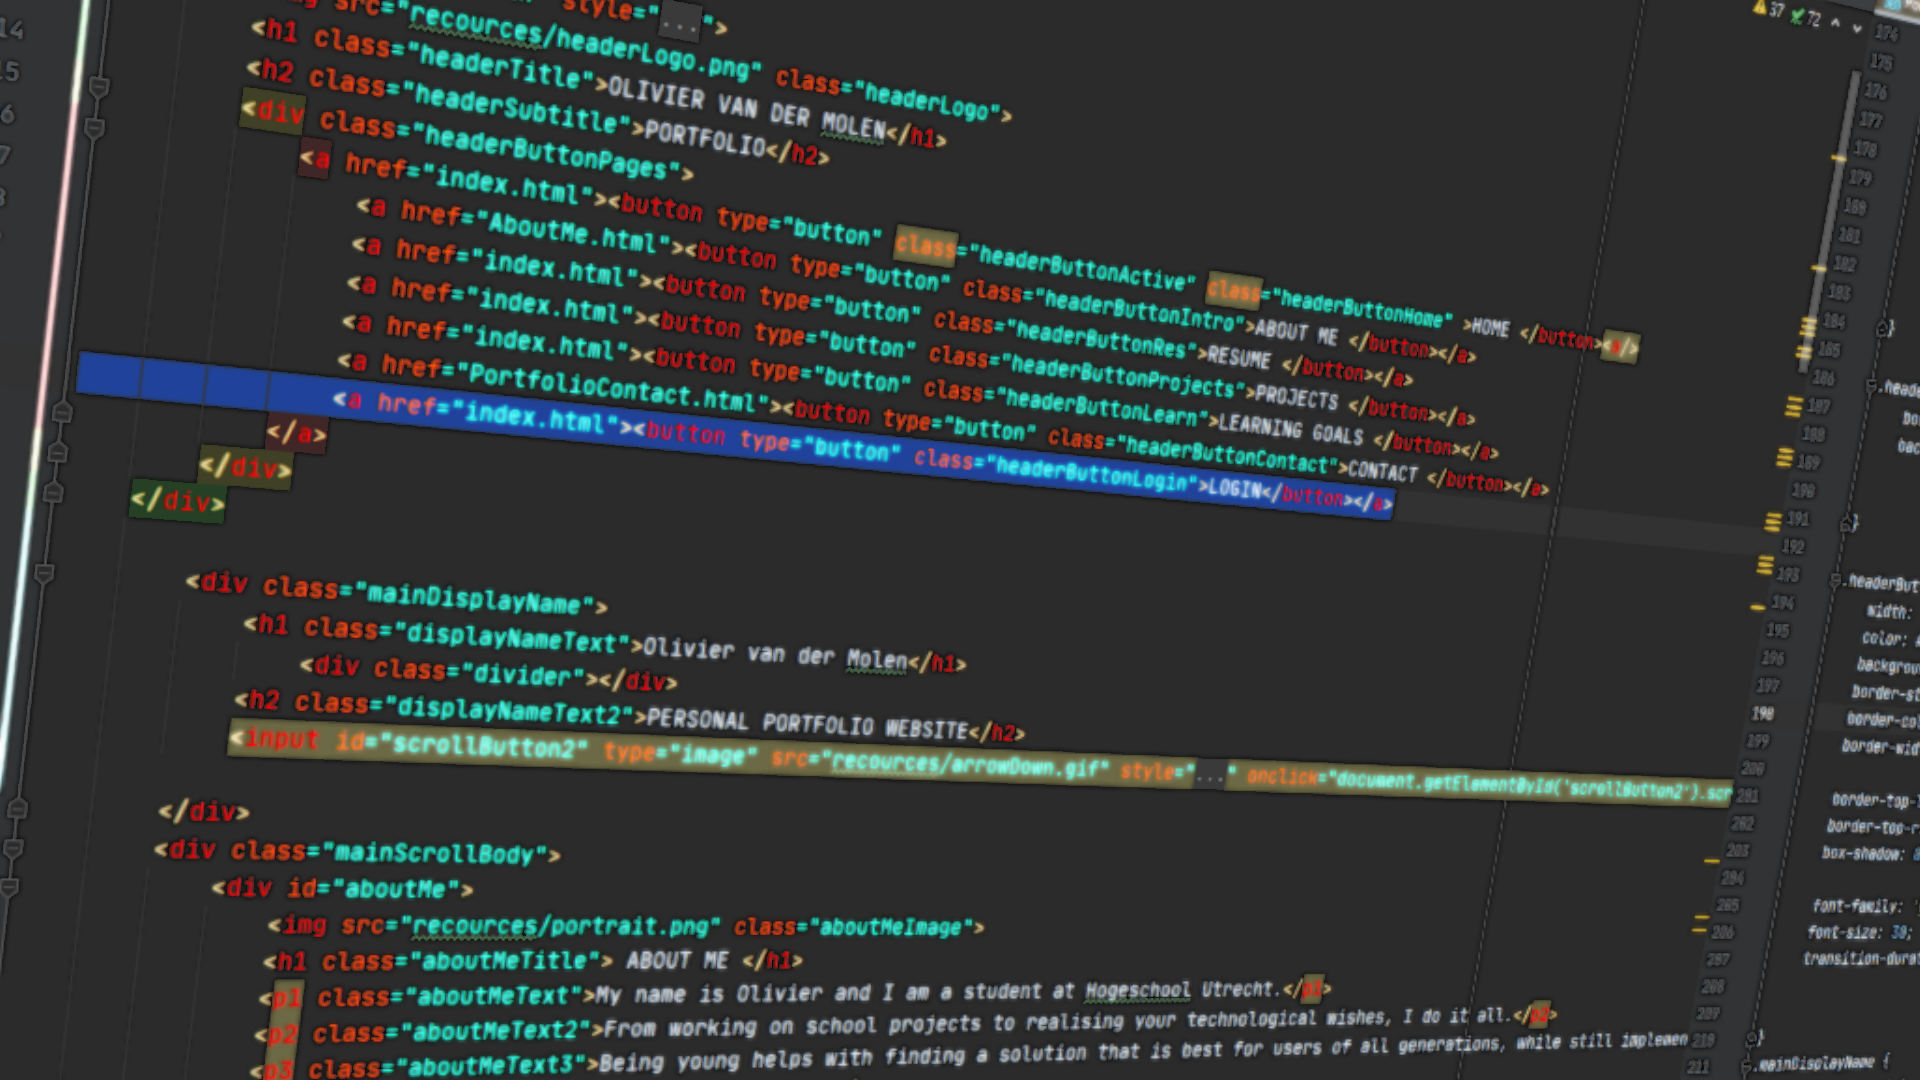 src="recources/headerLogo.png" class="headerLogo">
style="...">
<h1 class="headerTitle">OLIVIER VAN DER MOLEN</h1>
<h2 class="headerSubtitle">PORTFOLIO</h2>
<div class="headerButtonPages">
<a href="index.html"><button type="button" class="headerButtonActive" class="headerButtonHome" >HOME </button><a/>
<a href="AboutMe.html"><button type="button" class="headerButtonIntro">ABOUT ME </button></a>
<a href="index.html"><button type="button" class="headerButtonRes">RESUME </button></a>
<a href="index.html"><button type="button" class="headerButtonProjects">PROJECTS </button></a>
<a href="index.html"><button type="button" class="headerButtonLearn">LEARNING GOALS </button></a>
<a href="PortfolioContact.html"><button type="button" class="headerButtonContact">CONTACT </button></a>
<a href="index.html"><button type="button" class="headerButtonLogin">LOGIN</button></a>
</a>
</div>
</div>
<div class="mainDisplayName">
<h1 class="displayNameText">Olivier van der Molen</h1>
<div class="divider"></div>
<h2 class="displayNameText2">PERSONAL PORTFOLIO WEBSITE</h2>
<input id="scrollButton2" type="image" src="recources/arrowDown.gif" style="..." onclick="document.getElementById('scrollButton2').scr
</div>
<div class="mainScrollBody">
<div id="aboutMe">
<img src="recources/portrait.png" class="aboutMeImage">
<h1 class="aboutMeTitle"> ABOUT ME </h1>
<p1 class="aboutMeText">My name is Olivier and I am a student at Hogeschool Utrecht.</p1>
<p2 class="aboutMeText2">From working on school projects to realising your technological wishes, I do it all.</p2>
<p3 class="aboutMeText3">Being young helps with finding a solution that is best for users of all generations, while still implemen
37 72
174
175
176
177
178
179
180
181
182
183
184 }
185
186 .heade
187 bo
188 bac
189
190
191 }
192
193 .headerBut
194 width:
195 color:
196 backgrou
197 border-st
198 border-col
199 border-wid
200
201 border-top-l
202 border-top-r
203 box-shadow:
204
205 font-family:
206 font-size: 30;
207 transition-durat
208
209
210 }
211 .mainDisplayName {